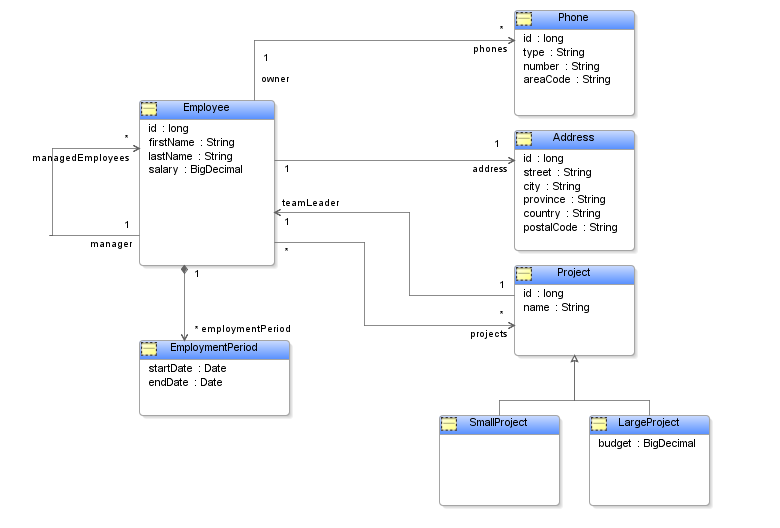 Phone
id : long
type : String
number : String
areaCode : String
*
phones
1
owner
Employee
id : long
firstName : String
lastName : String
salary : BigDecimal
*
managedEmployees
1
manager
Address
id : long
street : String
city : String
province : String
country : String
postalCode : String
1
address
1
teamLeader
1
*
1
*
projects
Project
id : long
name : String
1
* employmentPeriod
EmploymentPeriod
startDate : Date
endDate : Date
SmallProject
LargeProject
budget : BigDecimal